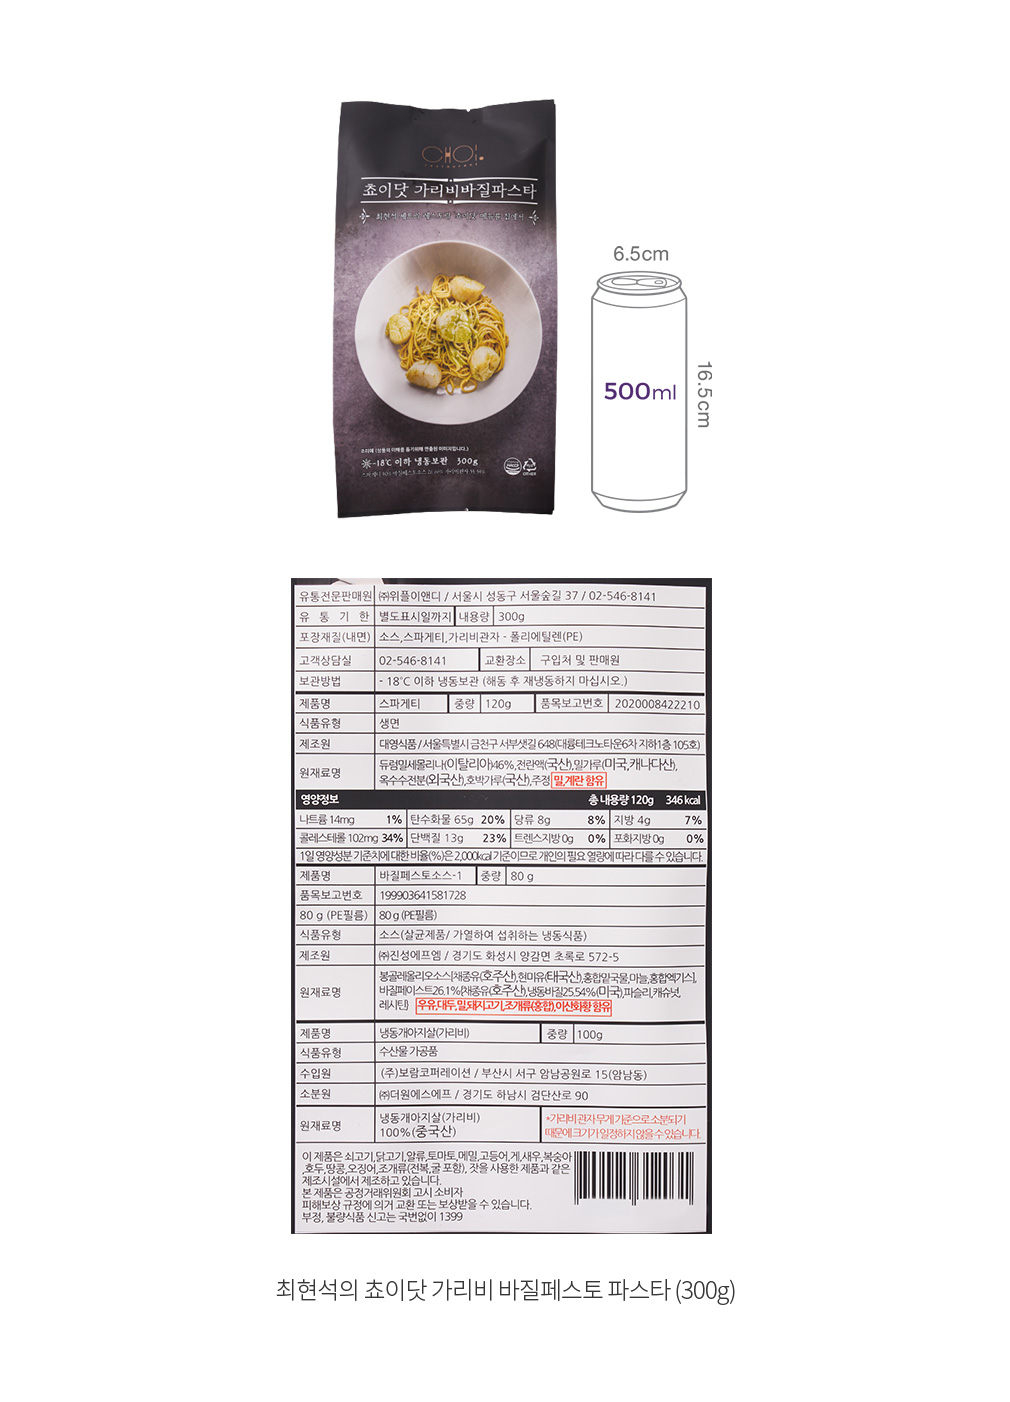 CHOI.
쵸이닷 가리비바질파스타
조리예 (상품의 이해를 돕기위해 연출된 이미지입니다.)
-18℃ 이하 냉동보관 300g
6.5cm
500ml
16.5cm
유통전문판매원 ㈜위플이앤디 / 서울시 성동구 서울숲길 37 / 02-546-8141
유 통 기 한 별도표시일까지 내용량 300g
포장재질(내면) 소스,스파게티,가리비관자 - 폴리에틸렌(PE)
고객상담실 02-546-8141 교환장소 구입처 및 판매원
보관방법 - 18℃ 이하 냉동보관 (해동 후 재냉동하지 마십시오.)
제품명 스파게티 중량 120g 품목보고번호 2020008422210
식품유형 생면
제조원 대영식품 / 서울특별시 금천구 서부샛길 648(대륭테크노타운6차 지하1층 105호)
원재료명 듀럼밀세몰리나(이탈리아)46%,전란액(국산),밀가루(미국,캐나다산),
옥수수전분(외국산),호박가루(국산),주정 밀,계란 함유
영양정보 총 내용량 120g 346 kcal
나트륨 14mg 1% 탄수화물 65g 20% 당류 8g 8% 지방 4g 7%
콜레스테롤 102mg 34% 단백질 13g 23% 트렌스지방 0g 0% 포화지방 0g 0%
1일 영양성분 기준치에 대한 비율(%)은 2,000kcal 기준이므로 개인의 필요 열량에 따라 다를 수 있습니다.
제품명 바질페스토소스-1 중량 80 g
품목보고번호 199903641581728
80 g (PE필름) 80 g (PE필름)
식품유형 소스(살균제품/ 가열하여 섭취하는 냉동식품)
제조원 ㈜진성에프엠 / 경기도 화성시 양감면 초록로 572-5
원재료명 봉골레올리오소스[채종유(호주산),현미유(태국산),홍합밑국물,마늘,홍합엑기스],
바질페이스트26.1%{채종유(호주산),냉동바질25.54%(미국),파슬리,캐슈넛,
레시틴} 우유,대두,밀,돼지고기,조개류(홍합),이산화황 함유
제품명 냉동개아지살(가리비) 중량 100g
식품유형 수산물 가공품
수입원 (주)보람코퍼레이션 / 부산시 서구 암남공원로 15(암남동)
소분원 ㈜더원에스에프 / 경기도 하남시 검단산로 90
원재료명 냉동개아지살(가리비)
100% (중국산)
*가리비 관자 무게 기준으로 소분되기
때문에 크기가 일정하지 않을 수 있습니다.
이 제품은 쇠고기,닭고기,알류,토마토,메밀,고등어,게,새우,복숭아
,호두,땅콩,오징어,조개류(전복,굴 포함), 잣을 사용한 제품과 같은
제조시설에서 제조하고 있습니다.
본 제품은 공정거래위원회 고시 소비자
피해보상 규정에 의거 교환 또는 보상받을 수 있습니다.
부정, 불량식품 신고는 국번없이 1399
최현석의 쵸이닷 가리비 바질페스토 파스타 (300g)